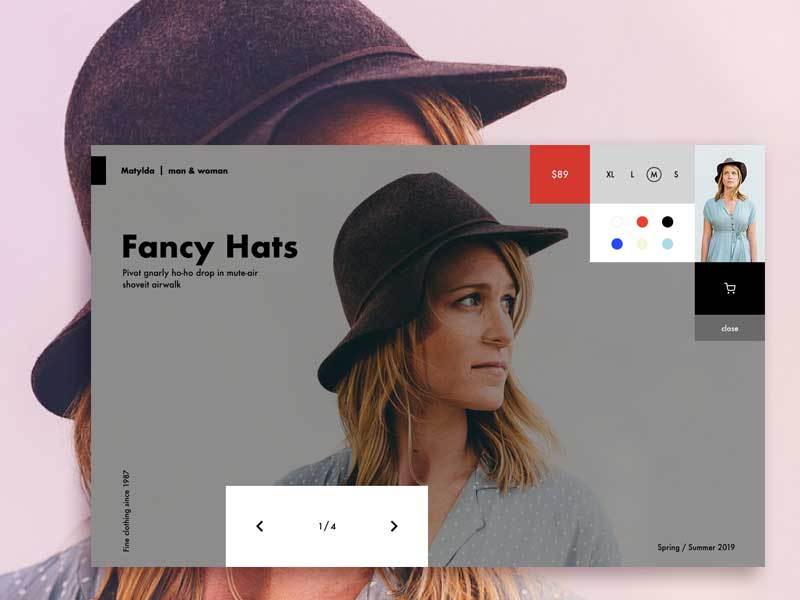 Matylda | man & woman
$89
XL L M S
Fancy Hats
Pivot gnarly ho-ho drop in mute-air
shoveit airwalk
close
Fine clothing since 1987
1/4
Spring / Summer 2019